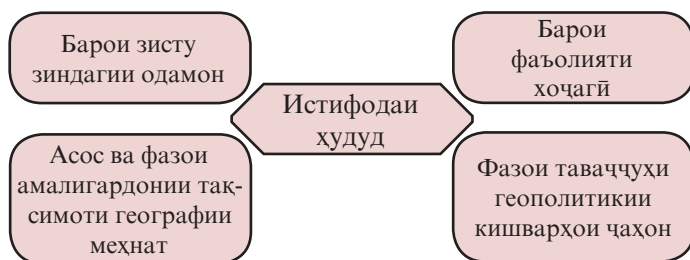 Барои зисту
зиндагии одамон
Барои
фаъолияти
хоҷагӣ
Истифодаи
ҳудуд
Асос ва фазои
амалигардонии тақ-
симоти географии
меҳнат
Фазои таваҷҷуҳи
геополитикии
кишварҳои ҷаҳон